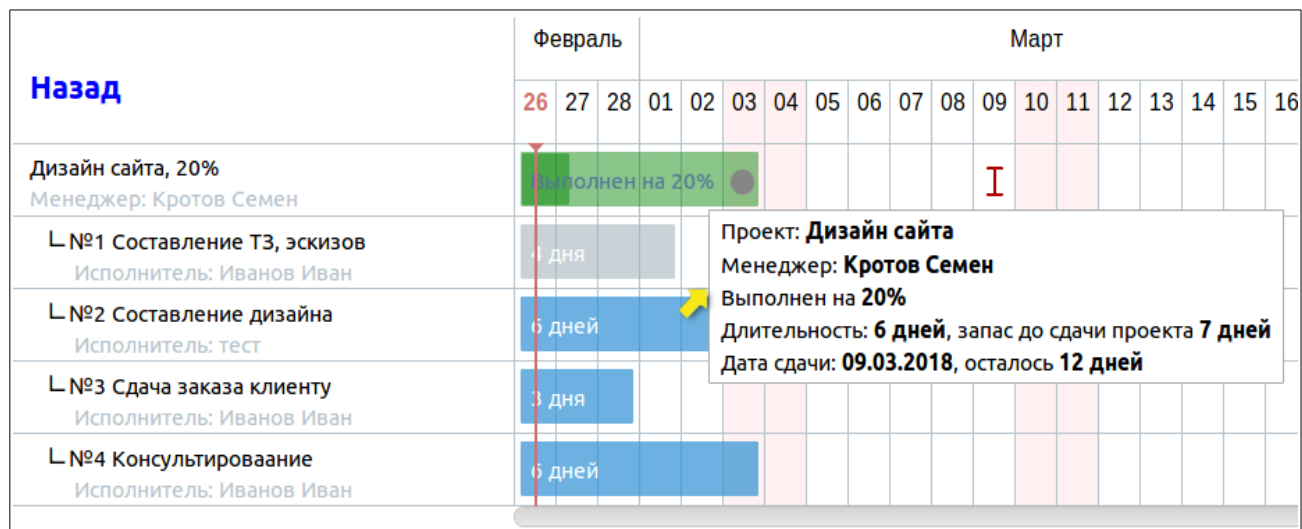 Февраль Март
Назад
26 27 28 01 02 03 04 05 06 07 08 09 10 11 12 13 14 15 16
Дизайн сайта, 20%
Менеджер: Кротов Семен
Выполнен на 20%
№1 Составление ТЗ, эскизов
Исполнитель: Иванов Иван
4 дня
№2 Составление дизайна
Исполнитель: тест
6 дней
№3 Сдача заказа клиенту
Исполнитель: Иванов Иван
3 дня
№4 Консультироваание
Исполнитель: Иванов Иван
6 дней
Проект: Дизайн сайта
Менеджер: Кротов Семен
Выполнен на 20%
Длительность: 6 дней, запас до сдачи проекта 7 дней
Дата сдачи: 09.03.2018, осталось 12 дней